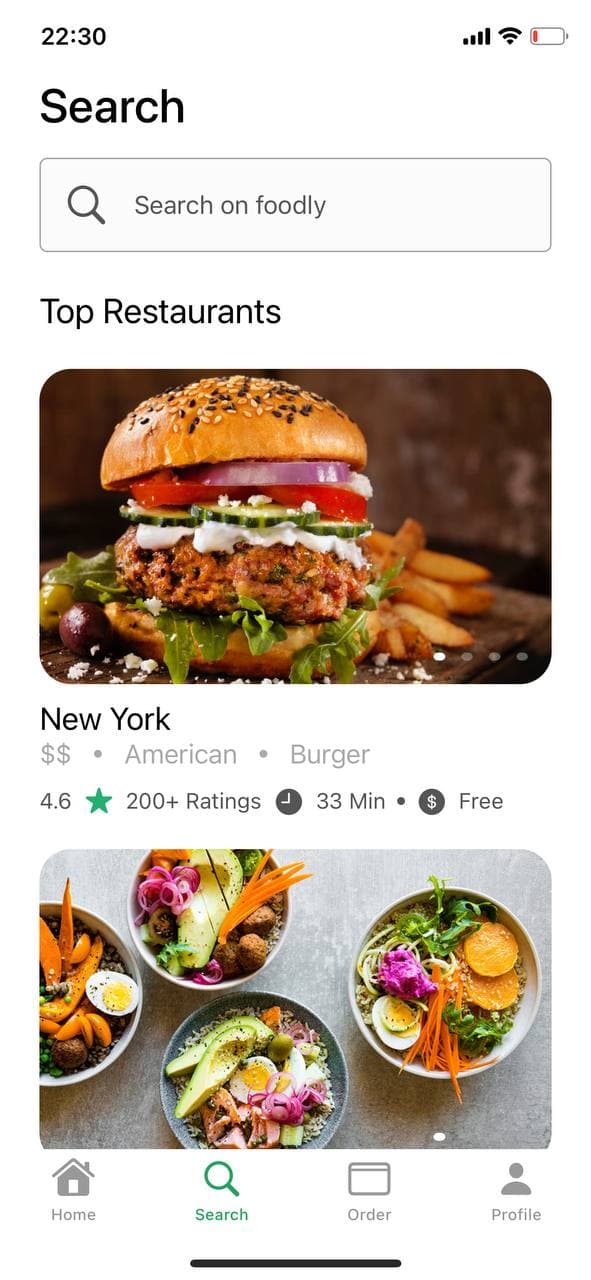 22:30
Search
Search on foodly
Top Restaurants
New York
$$ • American • Burger
4.6 200+ Ratings 33 Min • $ Free
Home Search Order Profile